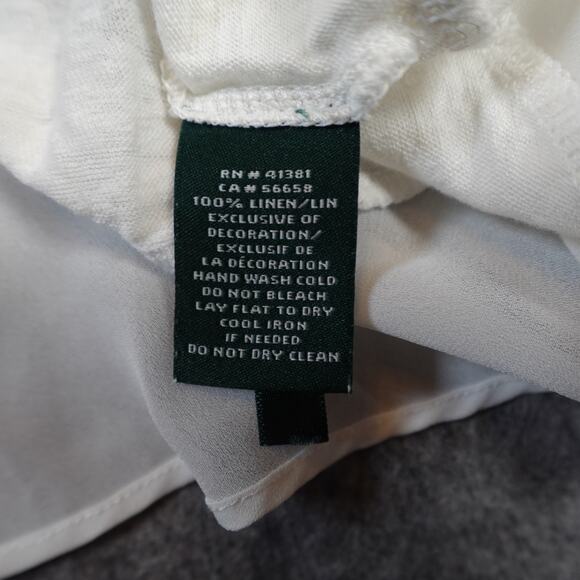 RN # 41381
CA # 56658
100% LINEN/LIN
EXCLUSIVE OF
DECORATION/
EXCLUSIF DE
LA DÉCORATION
HAND WASH COLD
DO NOT BLEACH
LAY FLAT TO DRY
COOL IRON
IF NEEDED
DO NOT DRY CLEAN